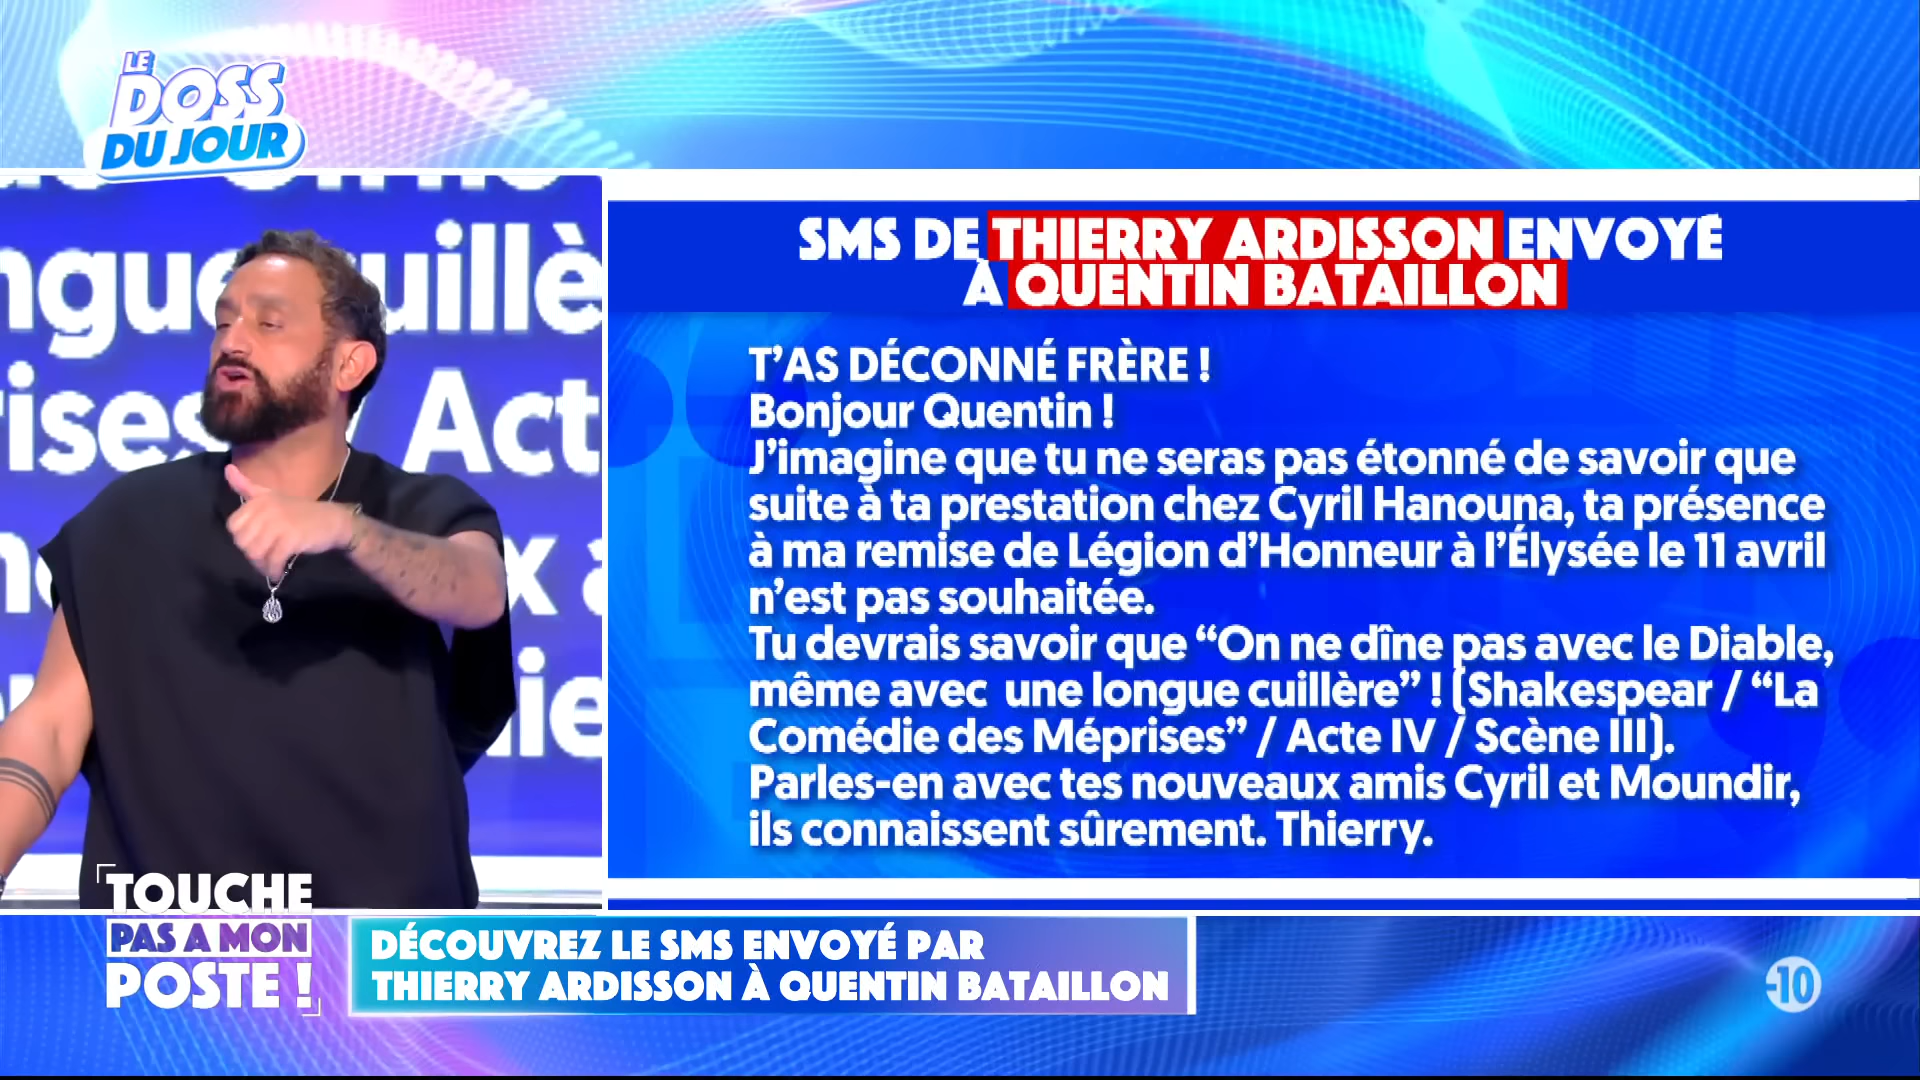 LE
DOSS
DU JOUR
SMS DE THIERRY ARDISSON ENVOYÉ
À QUENTIN BATAILLON
T'AS DÉCONNÉ FRÈRE !
Bonjour Quentin !
J'imagine que tu ne seras pas étonné de savoir que
suite à ta prestation chez Cyril Hanouna, ta présence
à ma remise de Légion d'Honneur à l'Élysée le 11 avril
n'est pas souhaitée.
Tu devrais savoir que “On ne dîne pas avec le Diable,
même avec une longue cuillère” ! (Shakespear / “La
Comédie des Méprises” / Acte IV / Scène III).
Parles-en avec tes nouveaux amis Cyril et Moundir,
ils connaissent sûrement. Thierry.
ngue cuillè
rises / Act
x a
TOUCHE
PAS A MON
POSTE !
DÉCOUVREZ LE SMS ENVOYÉ PAR
THIERRY ARDISSON À QUENTIN BATAILLON
-10